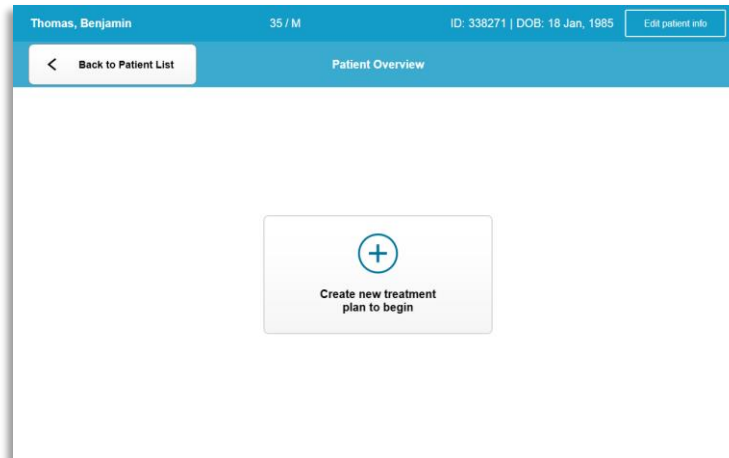 Thomas, Benjamin 35 / M ID: 338271 | DOB: 18 Jan, 1985 Edit patient info
Back to Patient List Patient Overview
Create new treatment
plan to begin